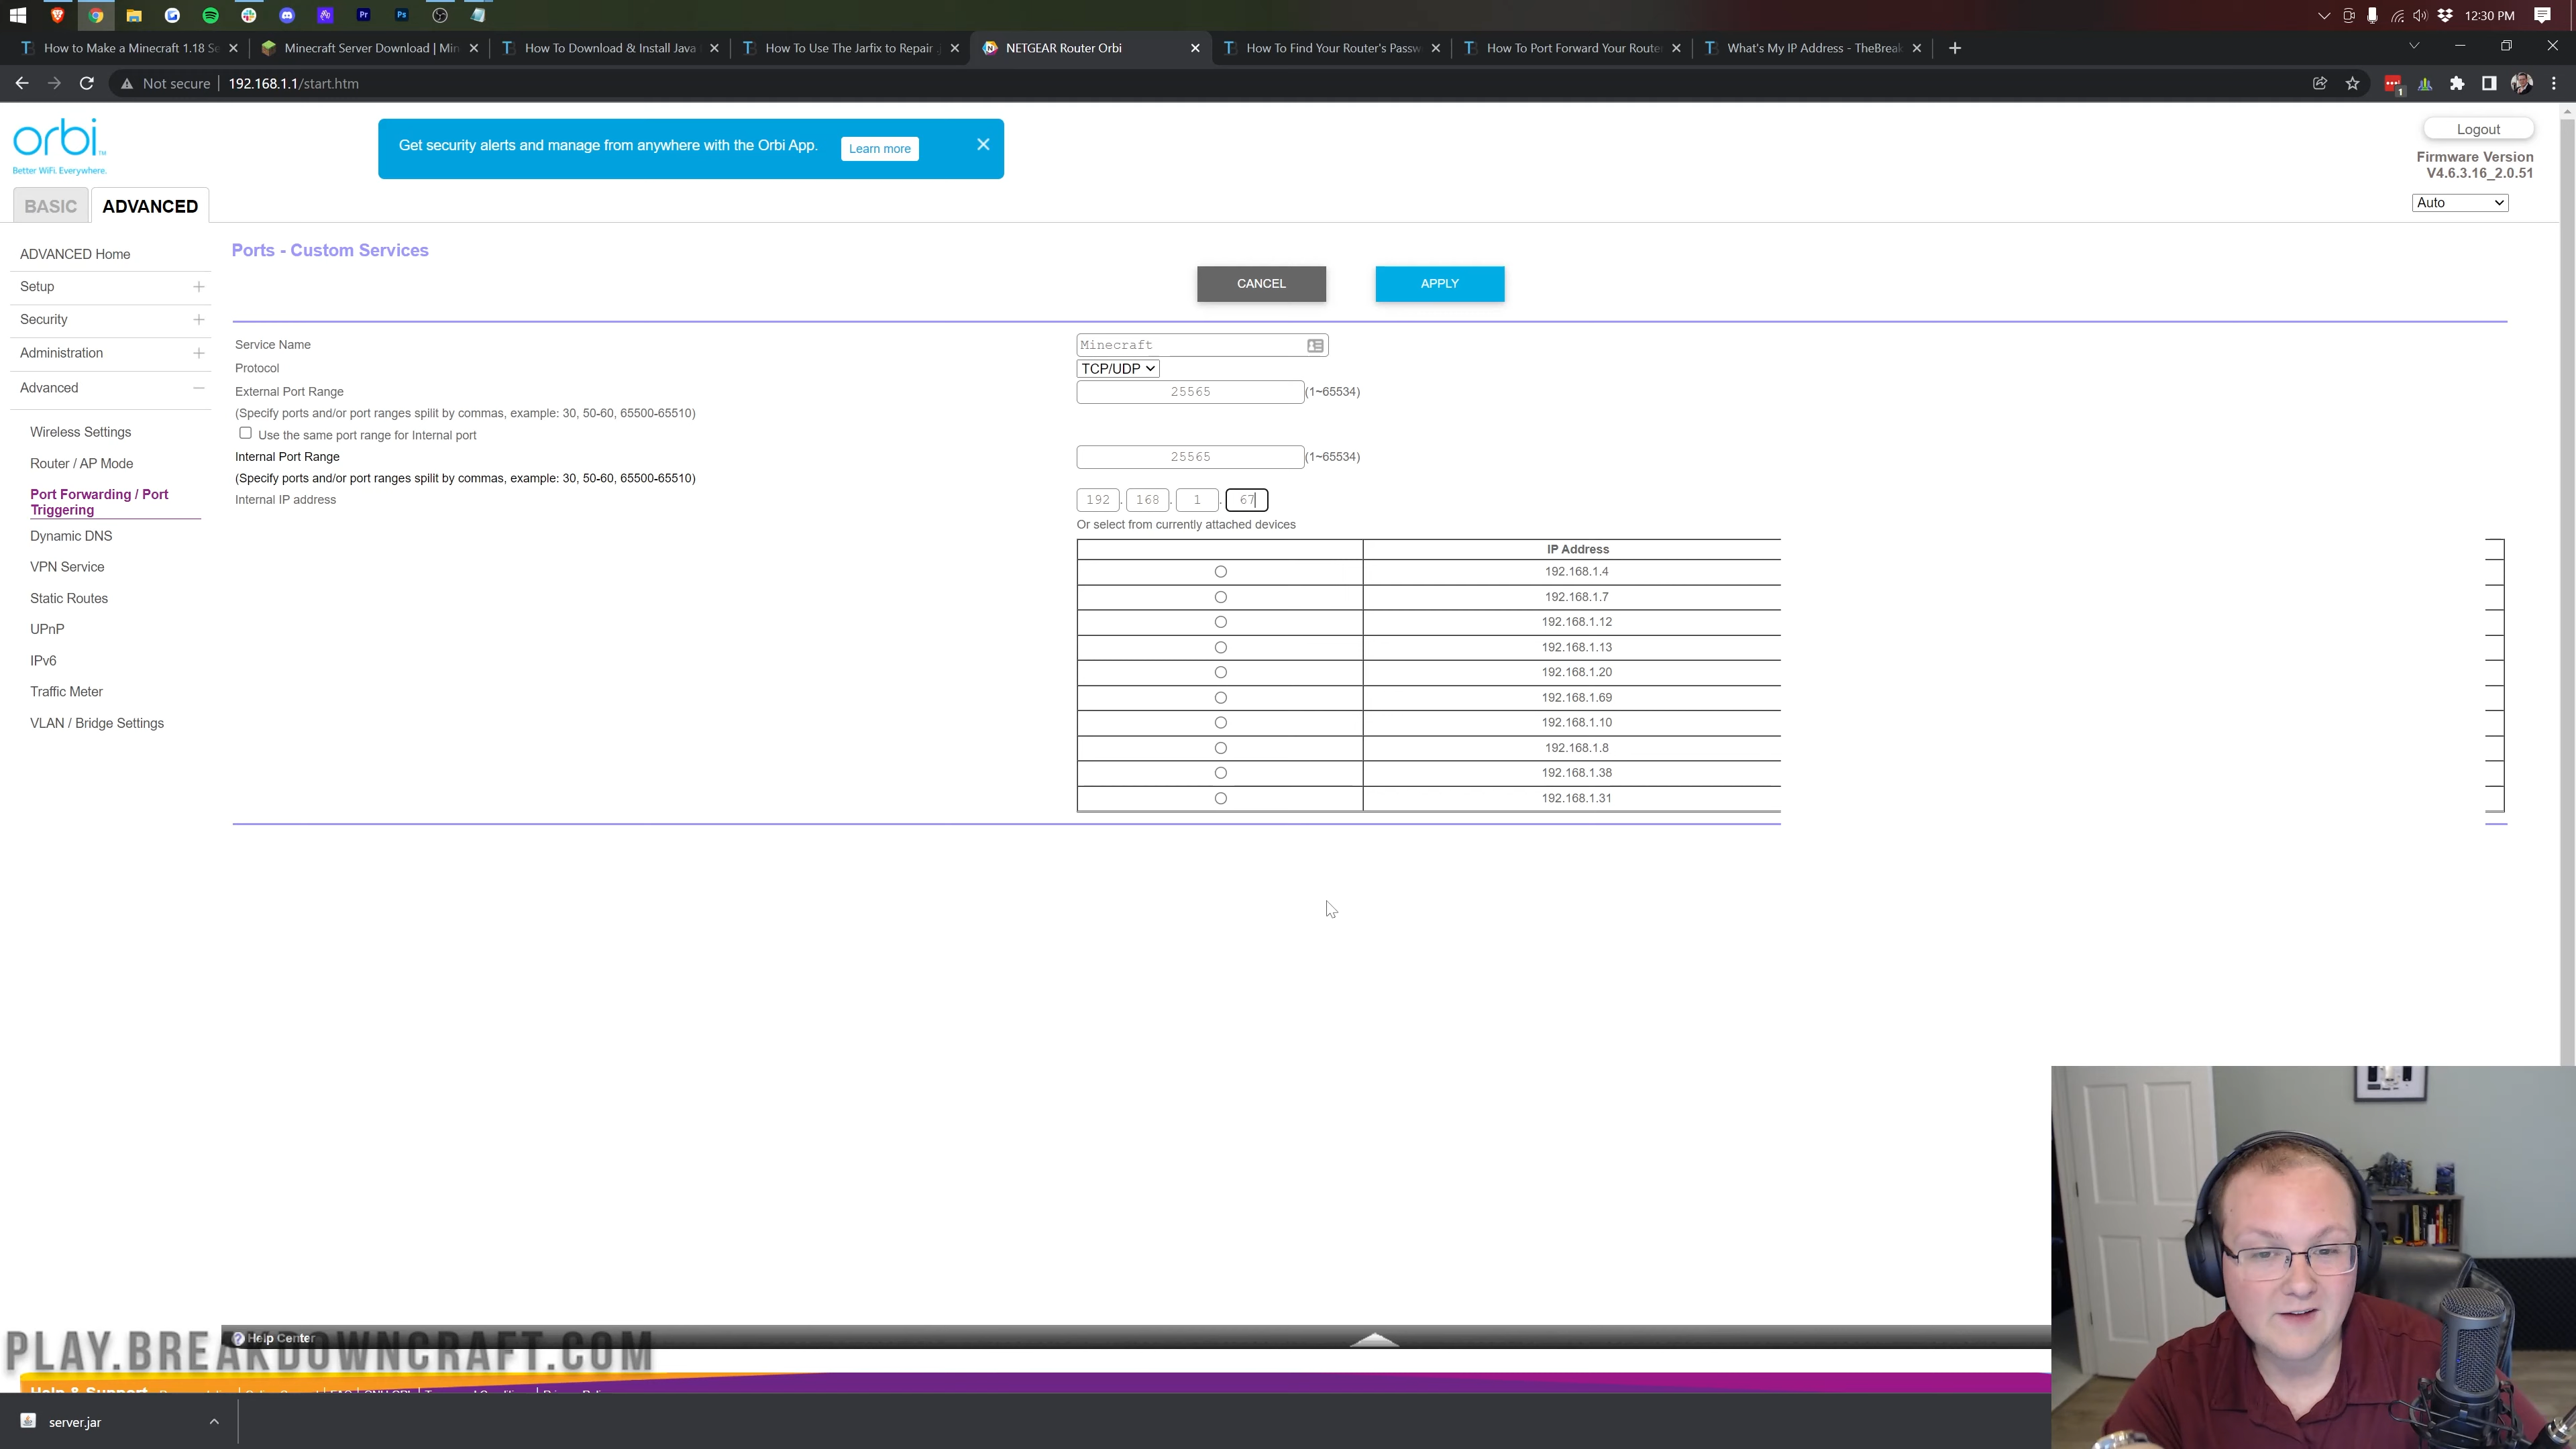 12:30 PM
How to Make a Minecraft 1.18 Se
Minecraft Server Download | Min
How To Download & Install Java
How To Use The Jarfix to Repair .j
NETGEAR Router Orbi
How To Find Your Router's Passw
How To Port Forward Your Router
What's My IP Address - TheBreak
Not secure | 192.168.1.1/start.htm
1
orbi™
Better WiFi. Everywhere.
Get security alerts and manage from anywhere with the Orbi App.
Learn more
Logout
Firmware Version
V4.6.3.16_2.0.51
Auto
BASIC
ADVANCED
ADVANCED Home
Setup
Security
Administration
Advanced
Wireless Settings
Router / AP Mode
Port Forwarding / Port
Triggering
Dynamic DNS
VPN Service
Static Routes
UPnP
IPv6
Traffic Meter
VLAN / Bridge Settings
Ports - Custom Services
CANCEL
APPLY
Service Name
Minecraft
Protocol
TCP/UDP
External Port Range
25565
(1~65534)
(Specify ports and/or port ranges spilit by commas, example: 30, 50-60, 65500-65510)
Use the same port range for Internal port
Internal Port Range
25565
(1~65534)
(Specify ports and/or port ranges spilit by commas, example: 30, 50-60, 65500-65510)
Internal IP address
192 . 168 . 1 . 67
Or select from currently attached devices
IP Address
192.168.1.4
192.168.1.7
192.168.1.12
192.168.1.13
192.168.1.20
192.168.1.69
192.168.1.10
192.168.1.8
192.168.1.38
192.168.1.31
Help Center
PLAY.BREAKDOWNCRAFT.COM
Help & Support
server.jar